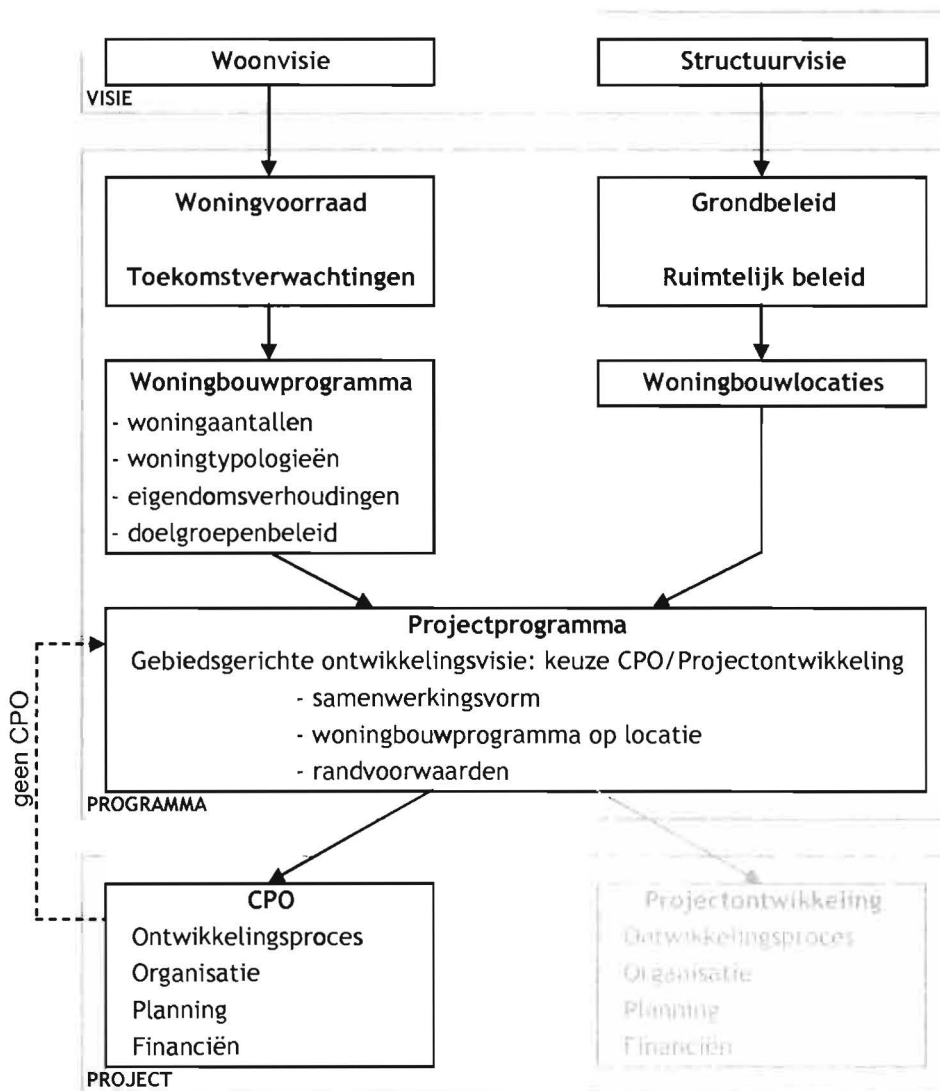 Woonvisie
Structuurvisie
VISIE
Woningvoorraad
Toekomstverwachtingen
Grondbeleid
Ruimtelijk beleid
Woningbouwprogramma
- woningaantallen
- woningtypologieën
- eigendomsverhoudingen
- doelgroepenbeleid
Woningbouwlocaties
Projectprogramma
Gebiedsgerichte ontwikkelingsvisie: keuze CPO/Projectontwikkeling
- samenwerkingsvorm
- woningbouwprogramma op locatie
- randvoorwaarden
PROGRAMMA
geen CPO
CPO
Ontwikkelingsproces
Organisatie
Planning
Financiën
PROJECT
Projectontwikkeling
Ontwikkelingsproces
Organisatie
Planning
Financiën